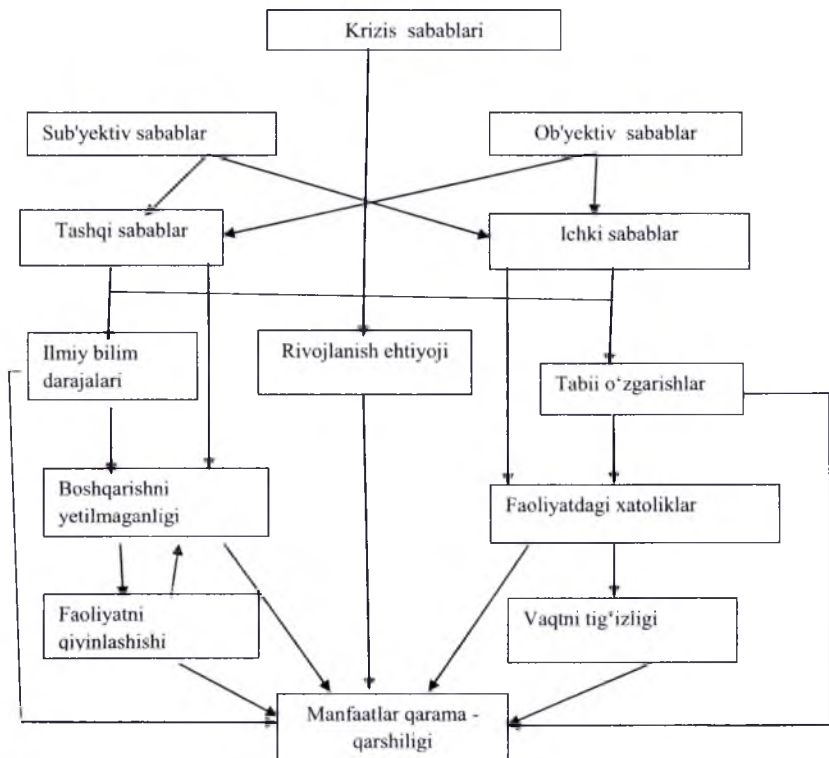 Krizis sabablari
Sub'yektiv sabablar
Ob'yektiv sabablar
Tashqi sabablar
Ichki sabablar
Ilmiy bilim
darajalari
Rivojlanish ehtiyoji
Tabii o‘zgarishlar
Boshqarishni
yetilmaganligi
Faoliyatdagi xatoliklar
Faoliyatni
qivinlashishi
Vaqtni tig‘izligi
Manfaatlar qarama -
qarshiligi